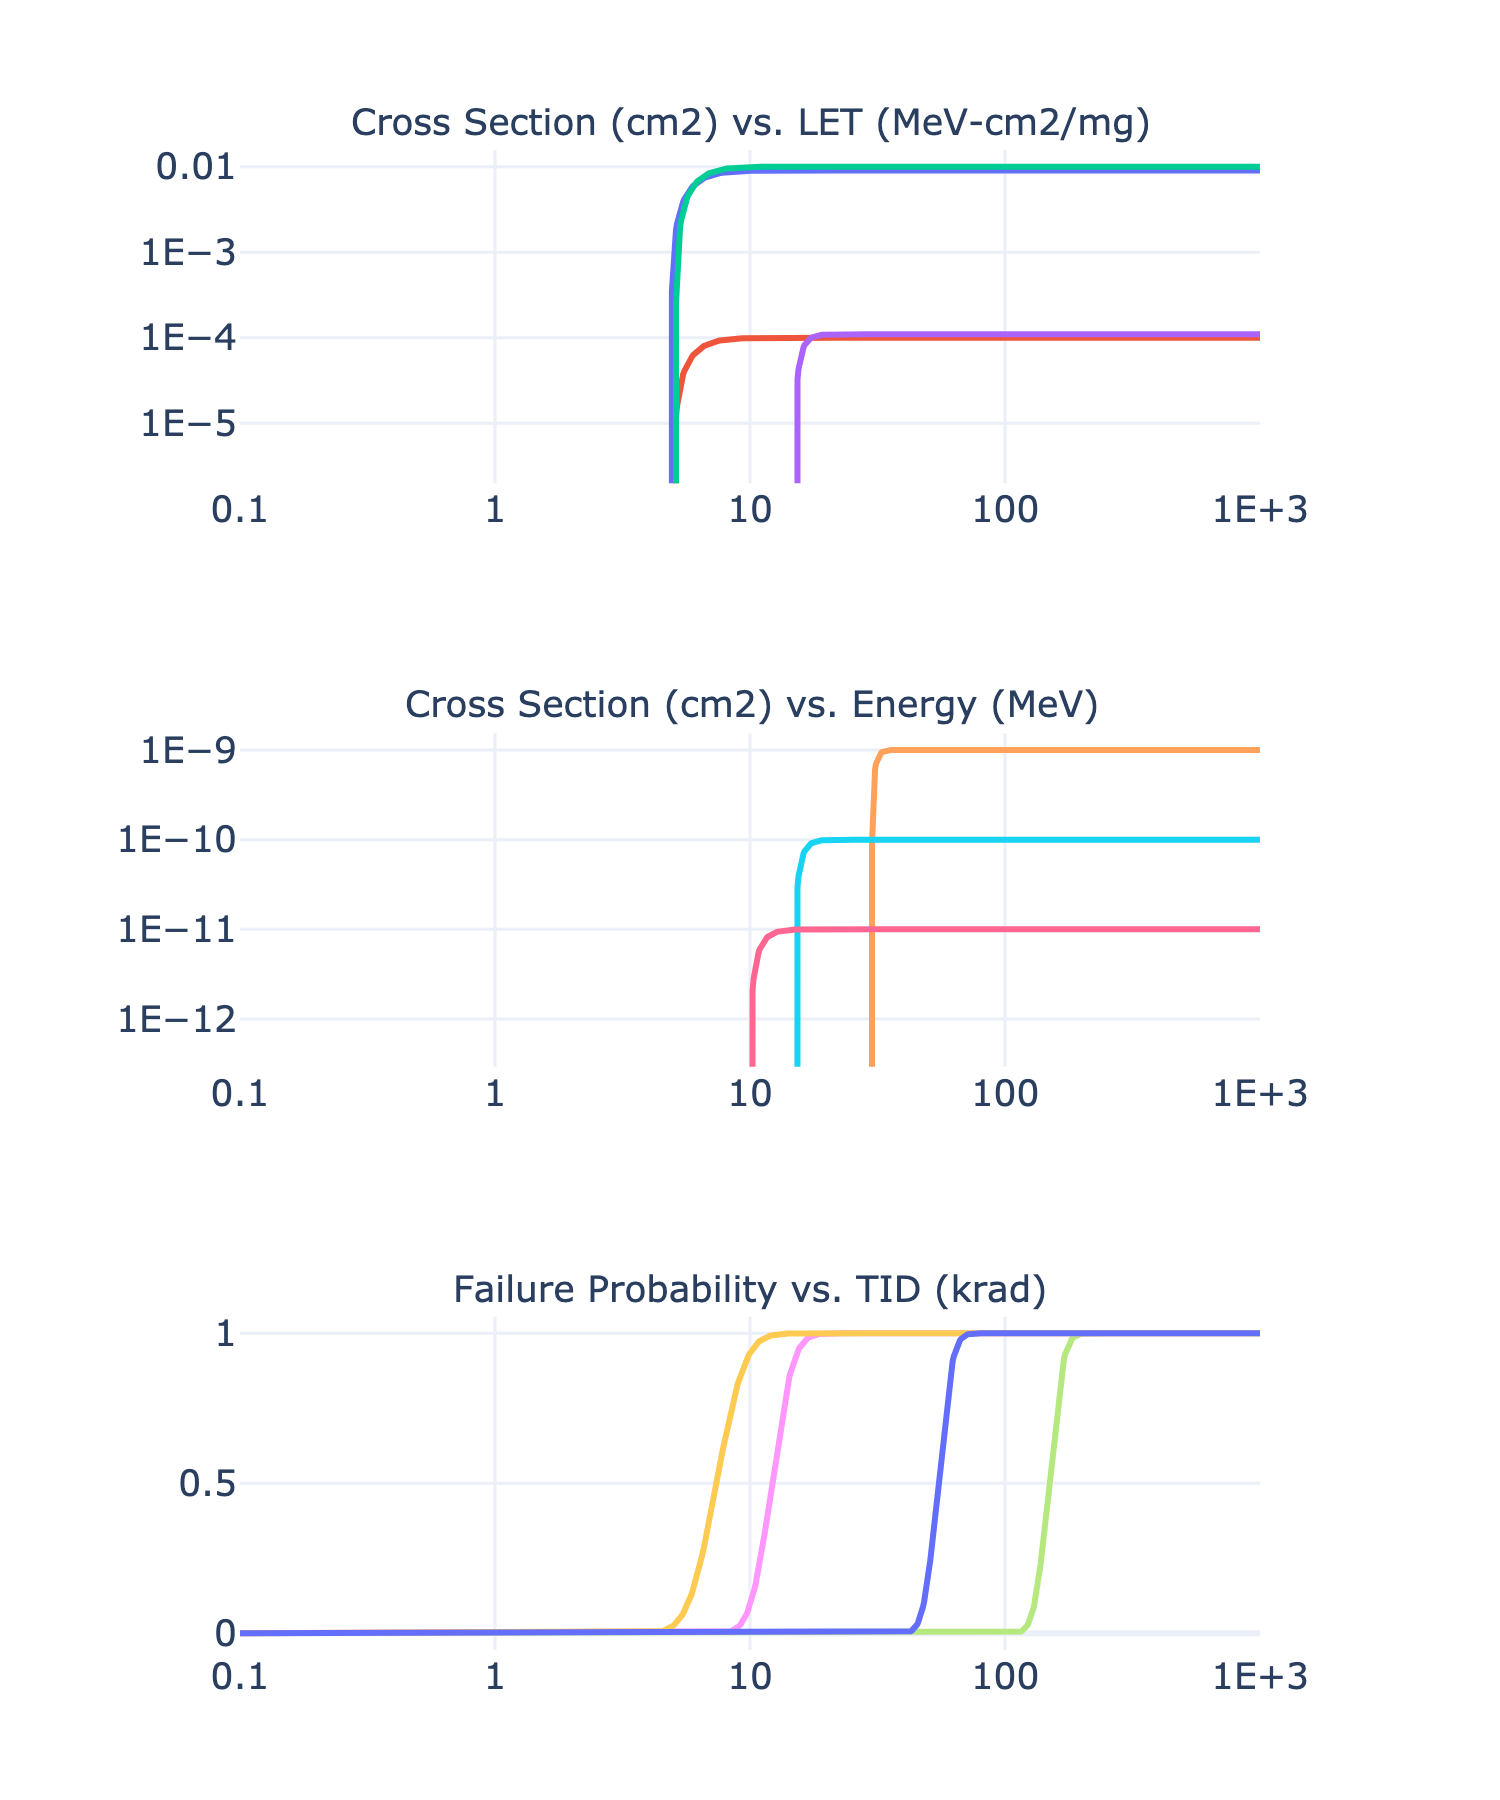 Cross Section (cm2) vs. LET (MeV-cm2/mg)
0.01
1E−3
1E−4
1E−5
0.1 1 10 100 1E+3
Cross Section (cm2) vs. Energy (MeV)
1E−9
1E−10
1E−11
1E−12
0.1 1 10 100 1E+3
Failure Probability vs. TID (krad)
1
0.5
0
0.1 1 10 100 1E+3